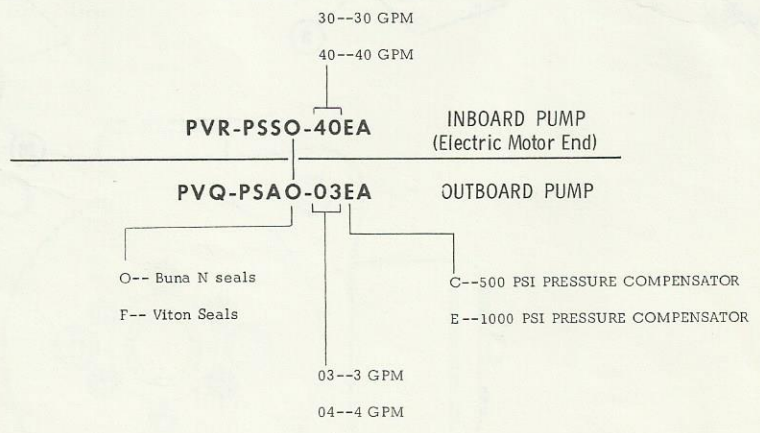 30--30 GPM
40--40 GPM
PVR-PSSO-40EA
INBOARD PUMP
(Electric Motor End)
PVQ-PSAO-03EA
OUTBOARD PUMP
O-- Buna N seals
C--500 PSI PRESSURE COMPENSATOR
F-- Viton Seals
E--1000 PSI PRESSURE COMPENSATOR
03--3 GPM
04--4 GPM